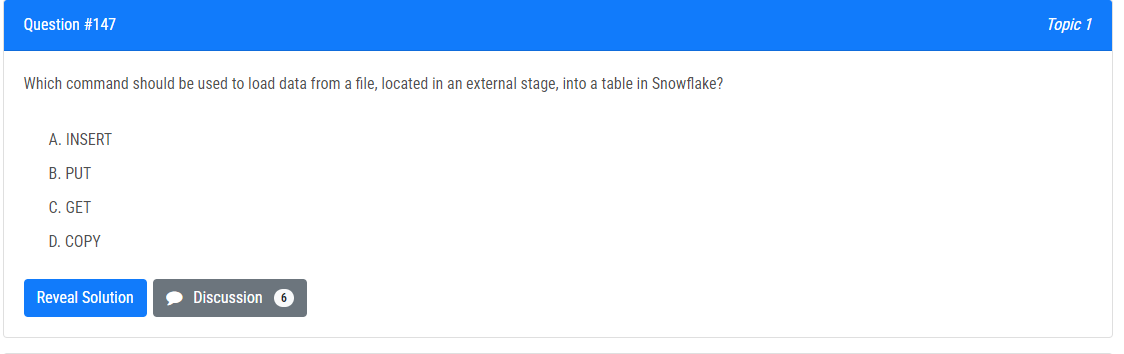 Question #147
Topic 1
Which command should be used to load data from a file, located in an external stage, into a table in Snowflake?
A. INSERT
B. PUT
C. GET
D. COPY
Reveal Solution
Discussion 6